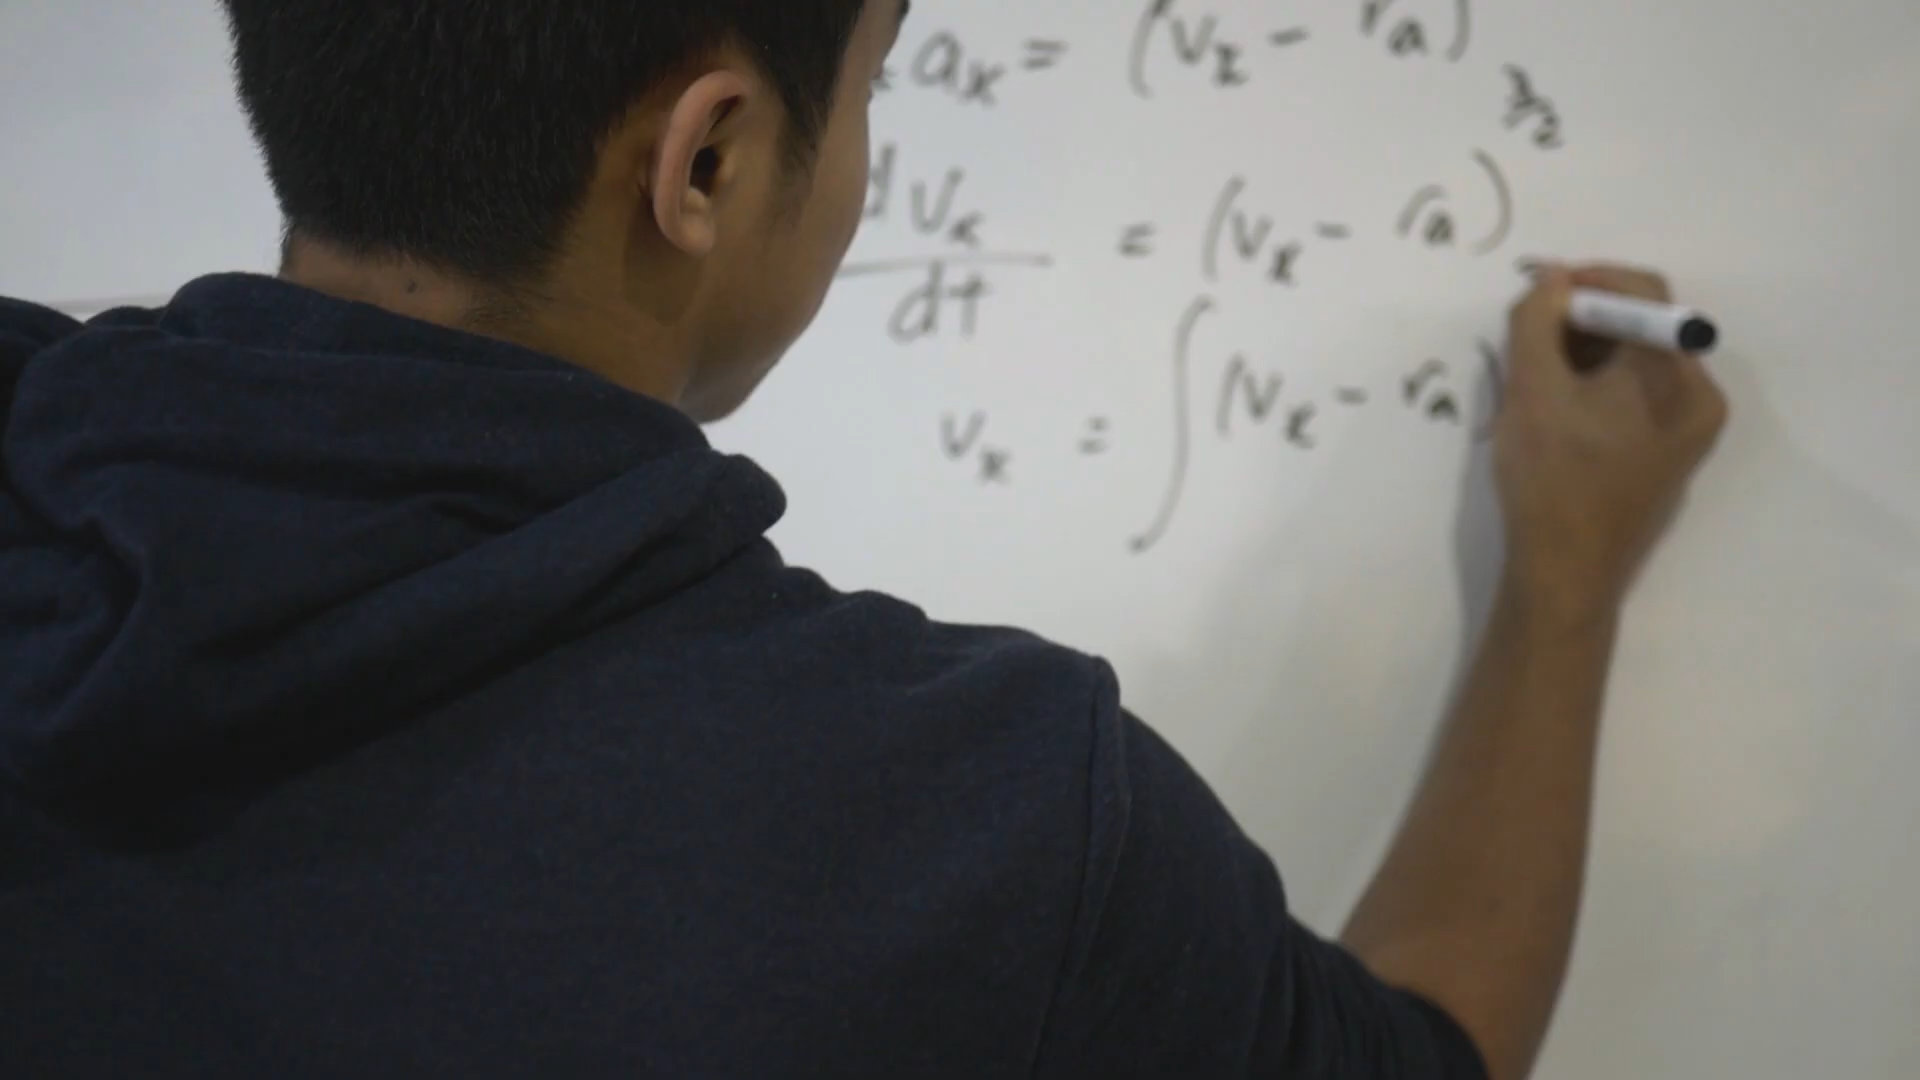 aₓ = (vₓ - rₐ)
dvₓ/dt = (vₓ - rₐ)^3/2
vₓ = ∫(vₓ - rₐ)